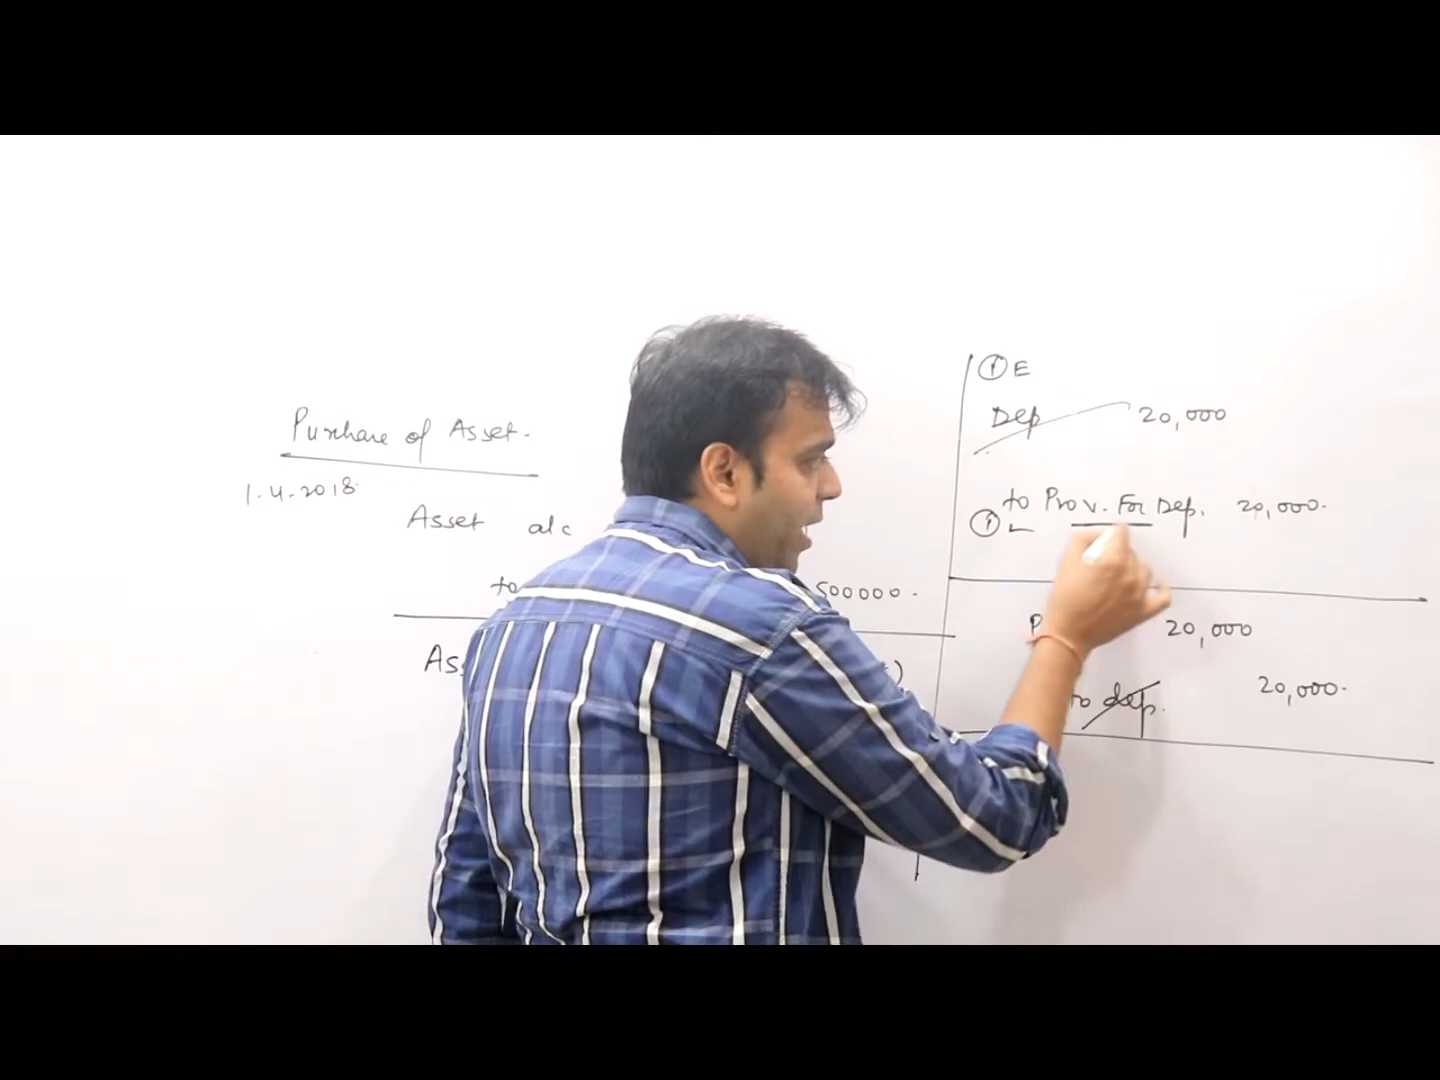 Purchase of Asset.
1.4.2018
Asset a/c
to 500000.
As
① E
Dep 20,000
to Prov. For Dep. 20,000.
① L
P 20,000
to dep. 20,000.